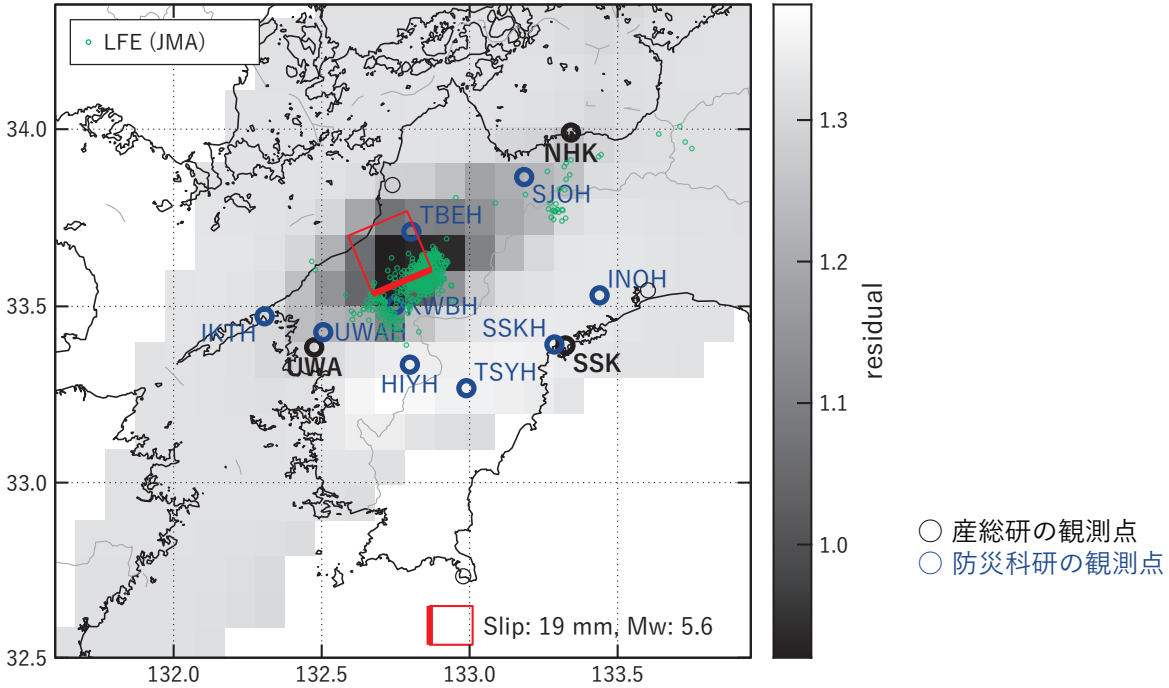 LFE (JMA)
34.0
33.5
33.0
32.5
132.0
132.5
133.0
133.5
NHK
SJOH
TBEH
INOH
KWBH
IKTH
UWAH
SSKH
UWA
SSK
HIYH
TSYH
Slip: 19 mm, Mw: 5.6
1.3
1.2
1.1
1.0
residual
産総研の観測点
防災科研の観測点